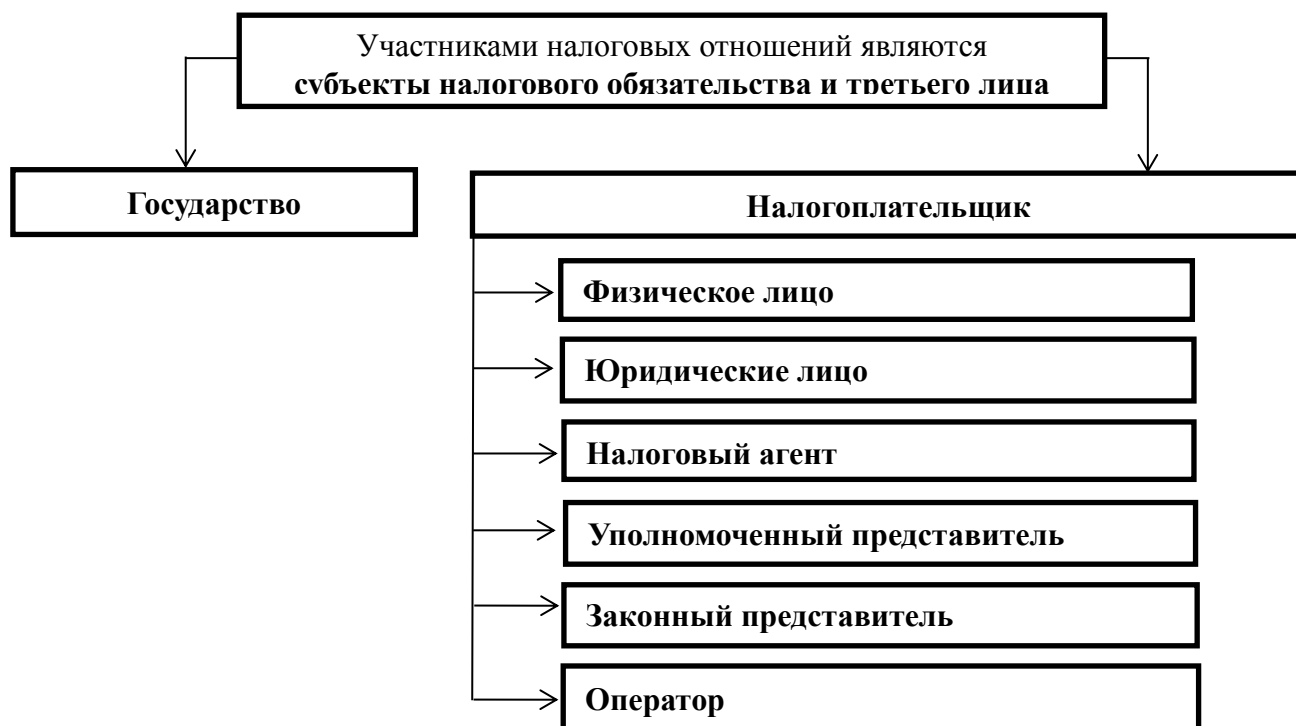 Участниками налоговых отношений являются
субъекты налогового обязательства и третьего лица
Государство
Налогоплательщик
Физическое лицо
Юридические лицо
Налоговый агент
Уполномоченный представитель
Законный представитель
Оператор